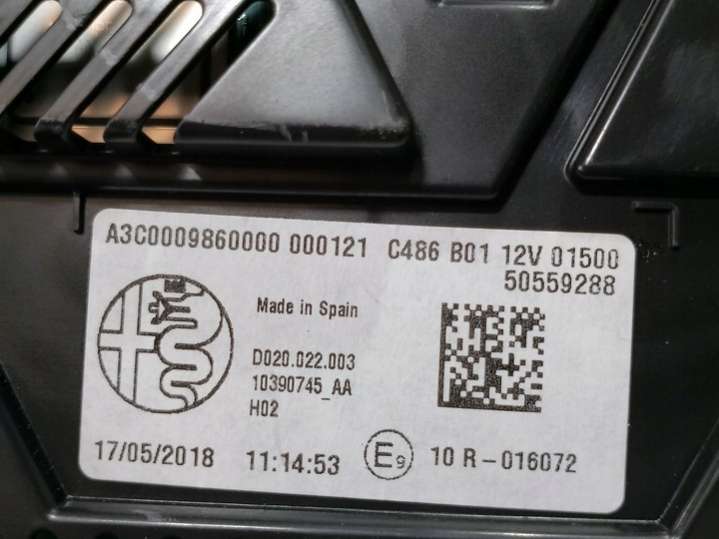 A3C0009860000 000121 C486 B01 12V 01500
50559288
Made in Spain
D020.022.003
10390745_AA
H02
17/05/2018 11:14:53 E9 10 R-016072